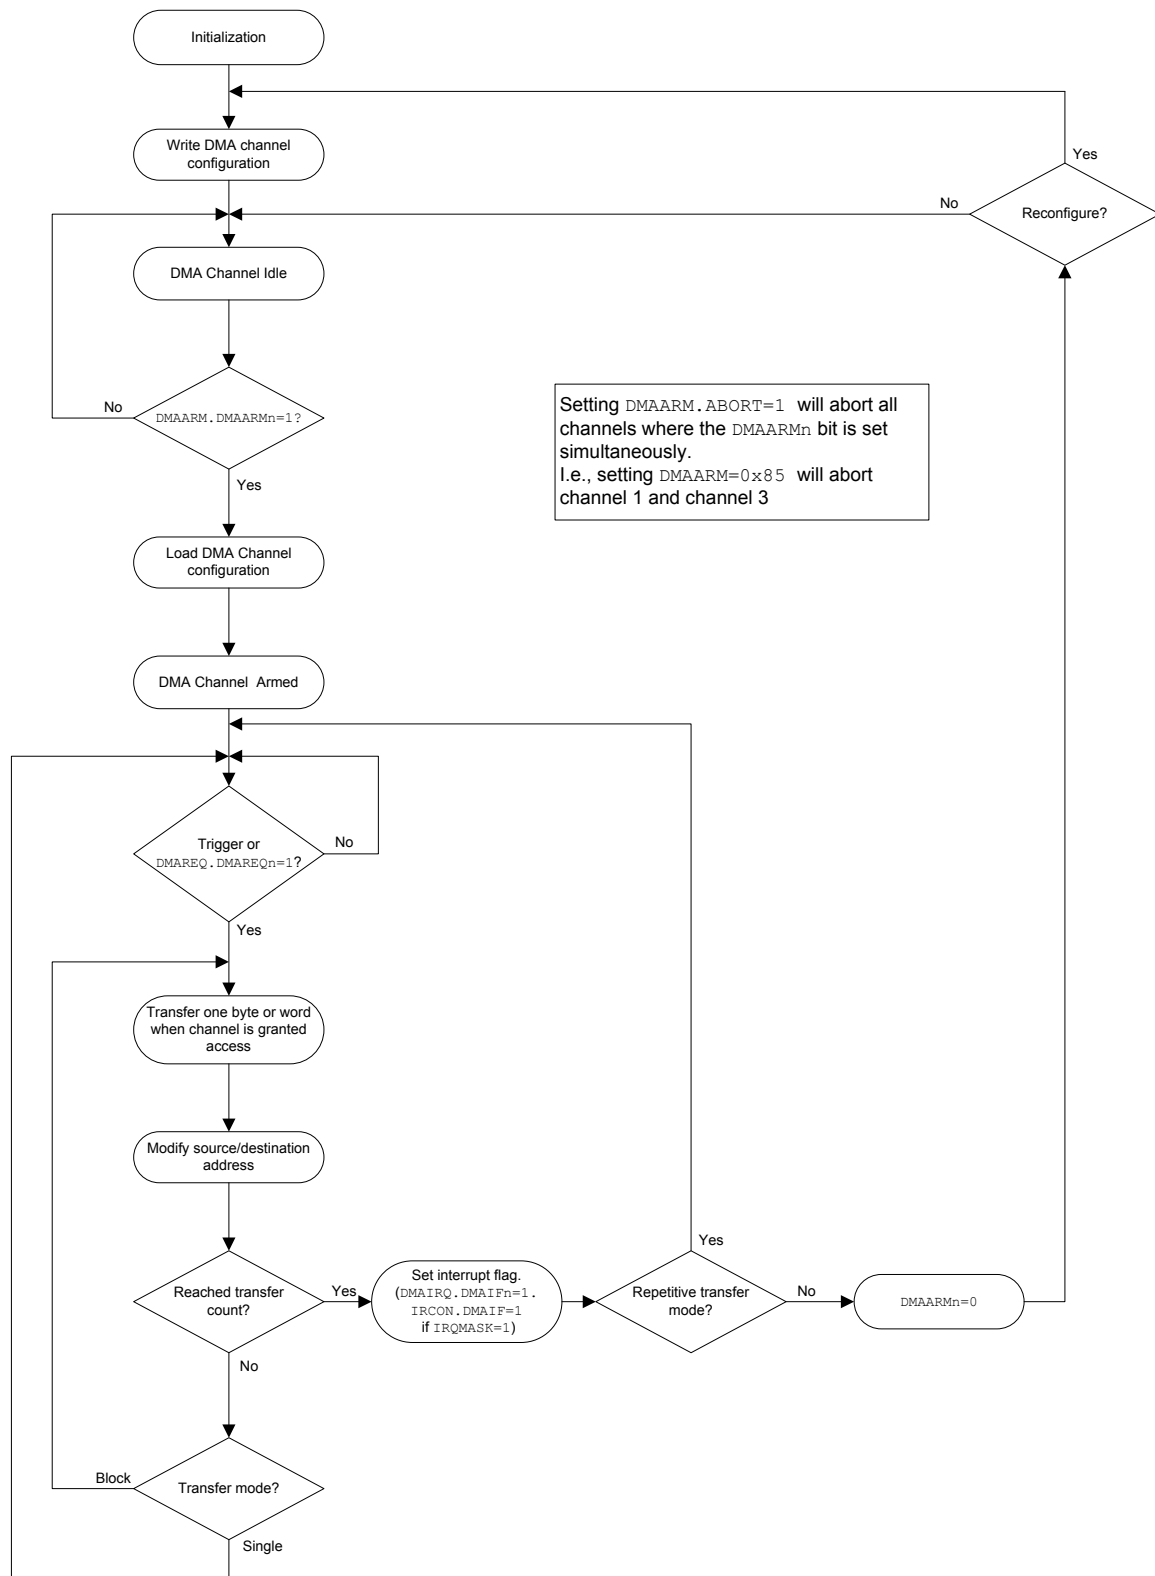 Initialization
Write DMA channel
configuration
Yes
No
Reconfigure?
DMA Channel Idle
No
DMAARM.DMAARMn=1?
Yes
Setting DMAARM.ABORT=1 will abort all
channels where the DMAARMn bit is set
simultaneously.
I.e., setting DMAARM=0x85 will abort
channel 1 and channel 3
Load DMA Channel
configuration
DMA Channel Armed
Trigger or
DMAREQ.DMAREQn=1?
No
Yes
Transfer one byte or word
when channel is granted
access
Modify source/destination
address
Reached transfer
count?
Yes
Set interrupt flag.
(DMAIRQ.DMAIFn=1.
IRCON.DMAIF=1
if IRQMASK=1)
Yes
Repetitive transfer
mode?
No
DMAARMn=0
No
Block
Transfer mode?
Single